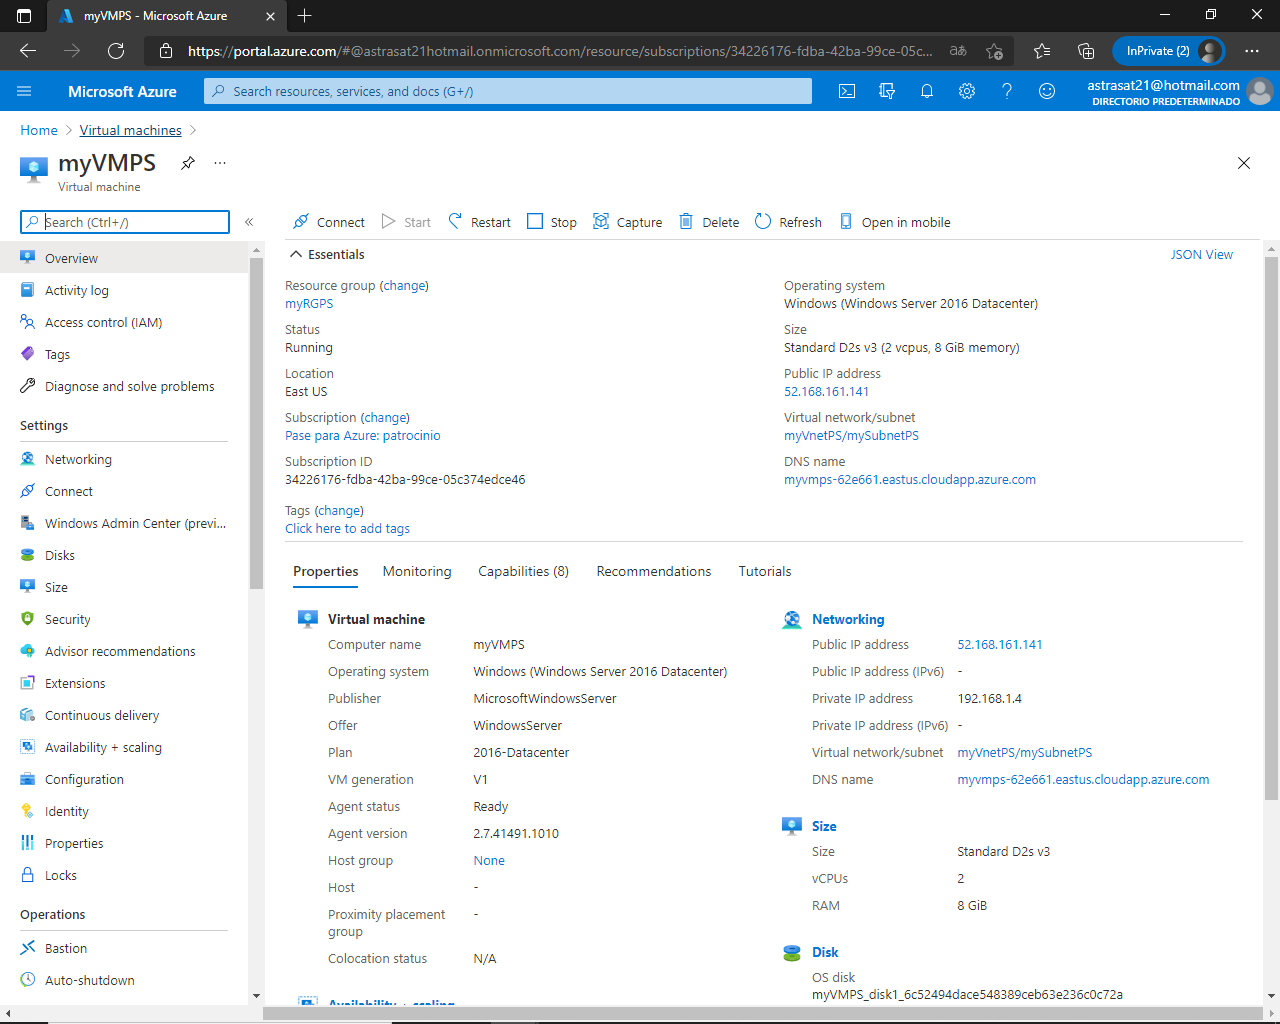 myVMPS - Microsoft Azure
https://portal.azure.com/#@astrasat21hotmail.onmicrosoft.com/resource/subscriptions/34226176-fdba-42ba-99ce-05c...
InPrivate (2)
Microsoft Azure
Search resources, services, and docs (G+/)
astrasat21@hotmail.com
DIRECTORIO PREDETERMINADO
Home > Virtual machines >
myVMPS
Virtual machine
Search (Ctrl+/)
Connect Start Restart Stop Capture Delete Refresh Open in mobile
Overview
Activity log
Access control (IAM)
Tags
Diagnose and solve problems
Settings
Networking
Connect
Windows Admin Center (previ...
Disks
Size
Security
Advisor recommendations
Extensions
Continuous delivery
Availability + scaling
Configuration
Identity
Properties
Locks
Operations
Bastion
Auto-shutdown
Essentials
JSON View
Resource group (change)
myRGPS
Status
Running
Location
East US
Subscription (change)
Pase para Azure: patrocinio
Subscription ID
34226176-fdba-42ba-99ce-05c374edce46
Tags (change)
Click here to add tags
Operating system
Windows (Windows Server 2016 Datacenter)
Size
Standard D2s v3 (2 vcpus, 8 GiB memory)
Public IP address
52.168.161.141
Virtual network/subnet
myVnetPS/mySubnetPS
DNS name
myvmps-62e661.eastus.cloudapp.azure.com
Properties Monitoring Capabilities (8) Recommendations Tutorials
Virtual machine
Computer name myVMPS
Operating system Windows (Windows Server 2016 Datacenter)
Publisher MicrosoftWindowsServer
Offer WindowsServer
Plan 2016-Datacenter
VM generation V1
Agent status Ready
Agent version 2.7.41491.1010
Host group None
Host -
Proximity placement -
group
Colocation status N/A
Availability + scaling
Networking
Public IP address 52.168.161.141
Public IP address (IPv6) -
Private IP address 192.168.1.4
Private IP address (IPv6) -
Virtual network/subnet myVnetPS/mySubnetPS
DNS name myvmps-62e661.eastus.cloudapp.azure.com
Size
Size Standard D2s v3
vCPUs 2
RAM 8 GiB
Disk
OS disk
myVMPS_disk1_6c52494dace548389ceb63e236c0c72a